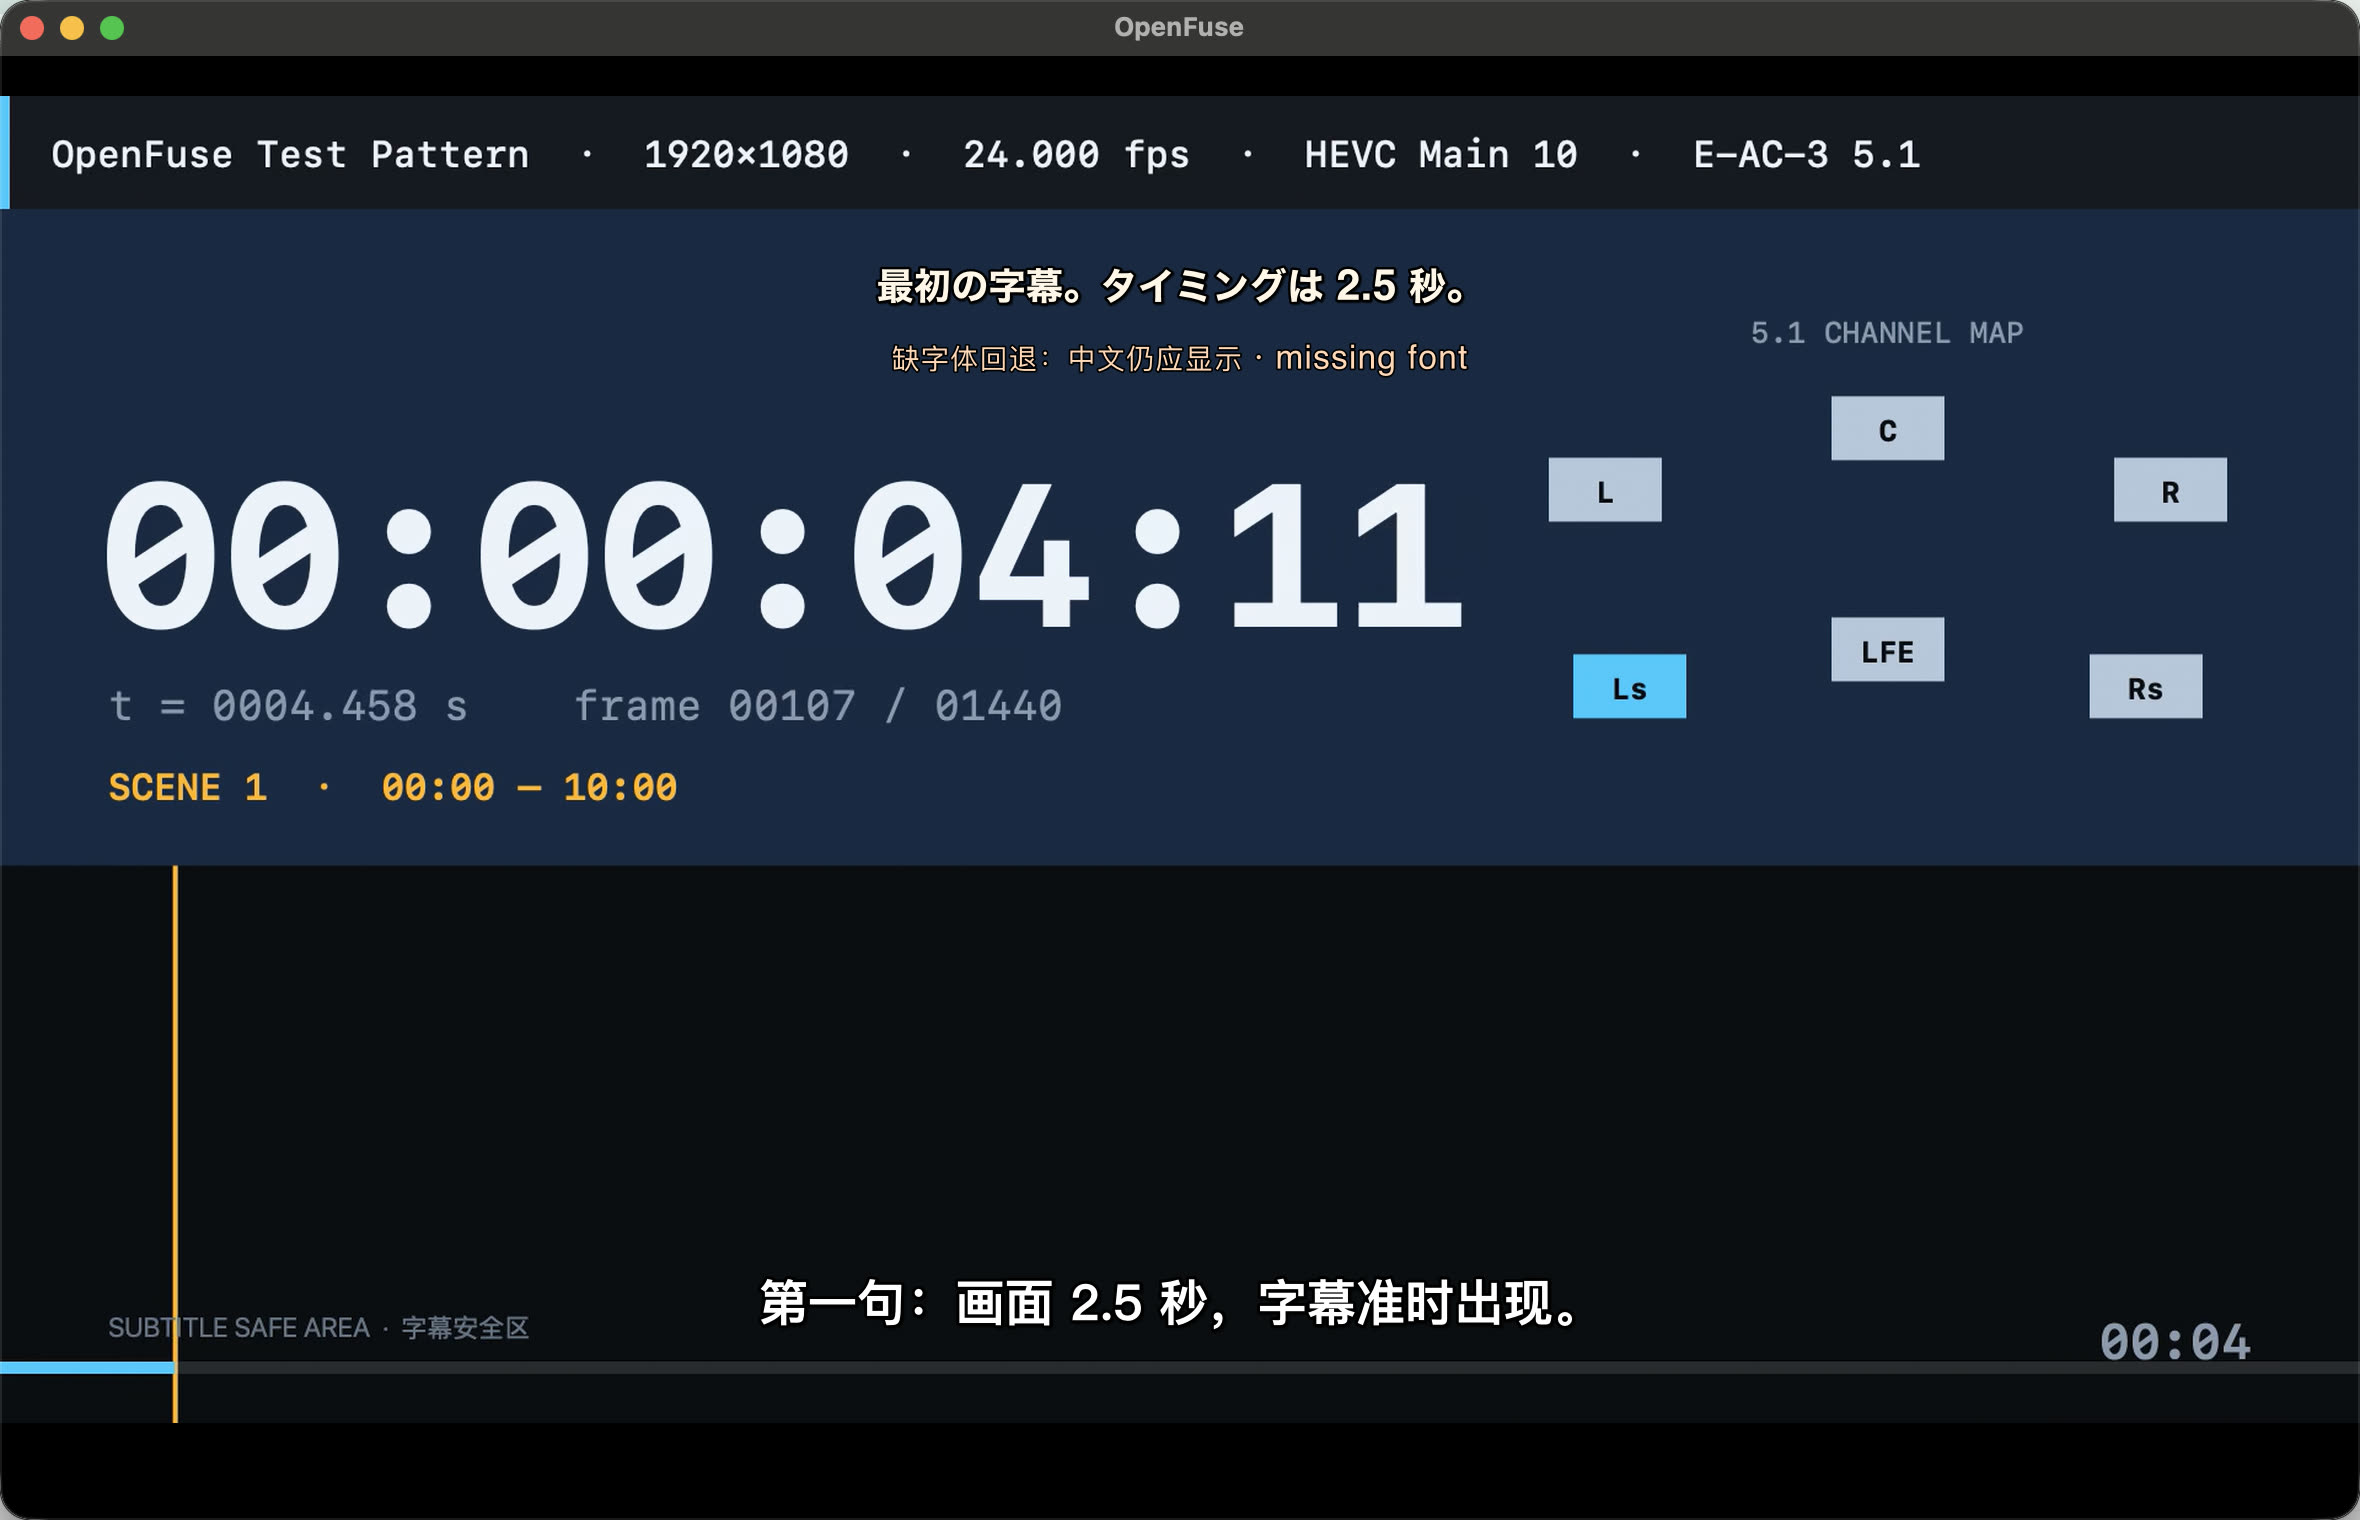 OpenFuse
OpenFuse Test Pattern · 1920×1080 · 24.000 fps · HEVC Main 10 · E–AC–3 5.1
最初の字幕。タイミングは 2.5 秒。
缺字体回退：中文仍应显示 · missing font
5.1 CHANNEL MAP
C
L
R
00:00:04:11
LFE
Ls
Rs
t = 0004.458 s frame 00107 / 01440
SCENE 1 · 00:00 — 10:00
第一句：画面 2.5 秒，字幕准时出现。
SUBTITLE SAFE AREA · 字幕安全区
00:04